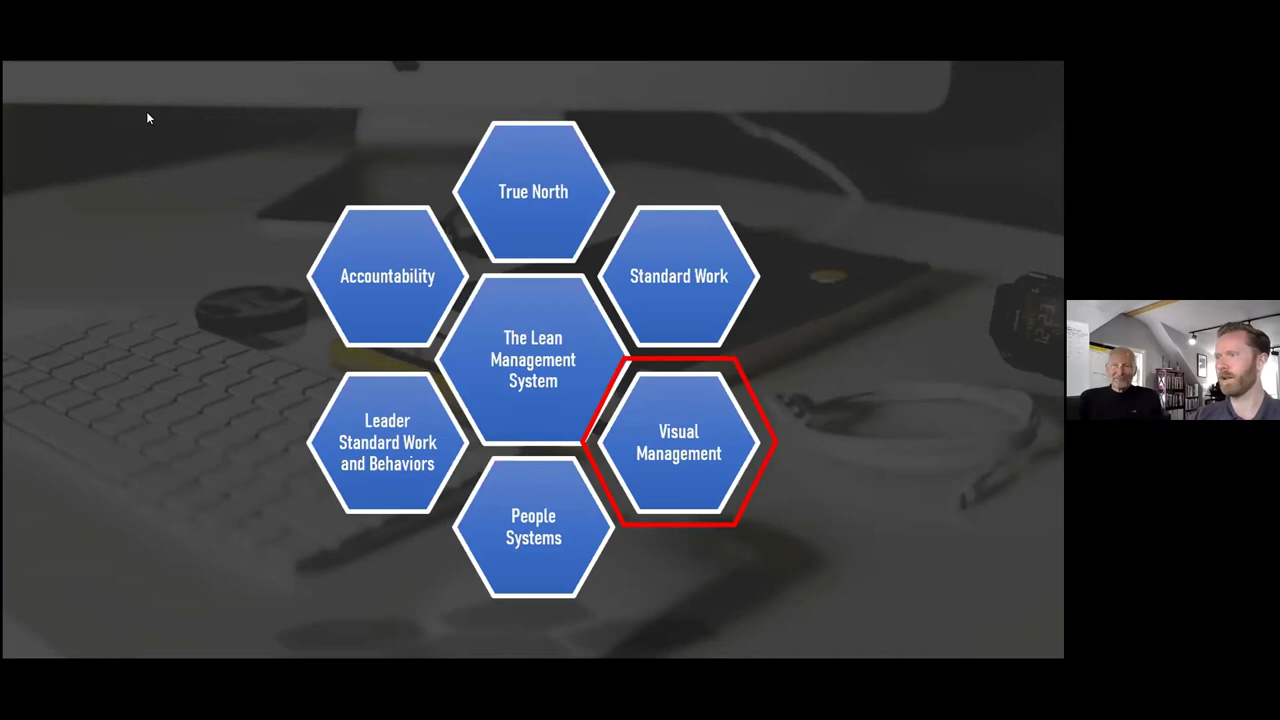 True North
Accountability
Standard Work
The Lean
Management
System
Leader
Standard Work
and Behaviors
Visual
Management
People
Systems